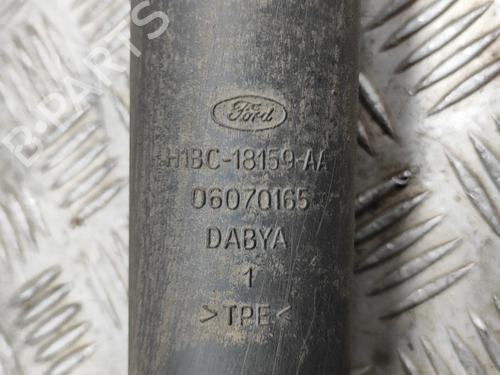 B-PARTS
Ford
H1BC-18159-AA
06070165
DABYA
1
>TPE<